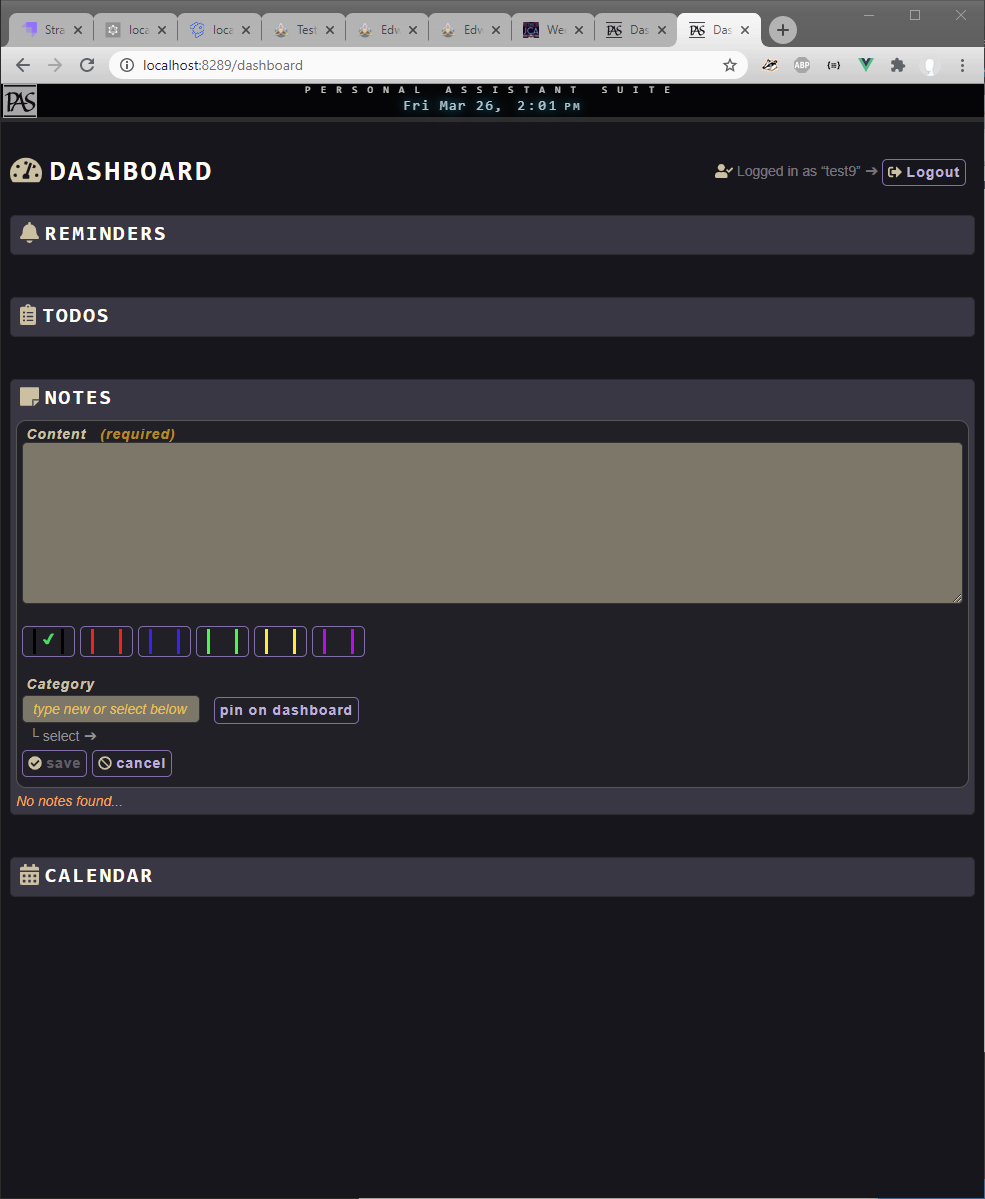 Stra
loca
loca
Test
Edw
Edw
Wee
Das
Das
localhost:8289/dashboard
ABP
PAS
PERSONAL ASSISTANT SUITE
Fri Mar 26, 2:01 PM
DASHBOARD
Logged in as “test9” ➔
Logout
REMINDERS
TODOS
NOTES
Content (required)
Category
type new or select below
pin on dashboard
└ select ➔
save
cancel
No notes found...
CALENDAR